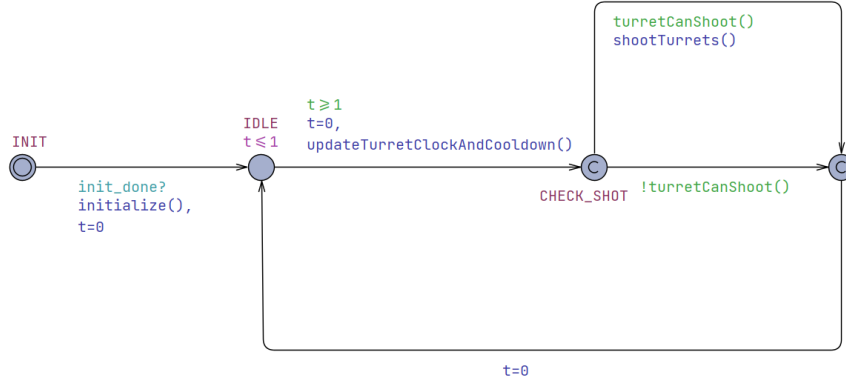 turretCanShoot()
shootTurrets()
t⩾1
IDLE
t=0,
t⩽1
updateTurretClockAndCooldown()
INIT
C
C
init_done?
!turretCanShoot()
initialize(),
CHECK_SHOT
t=0
t=0